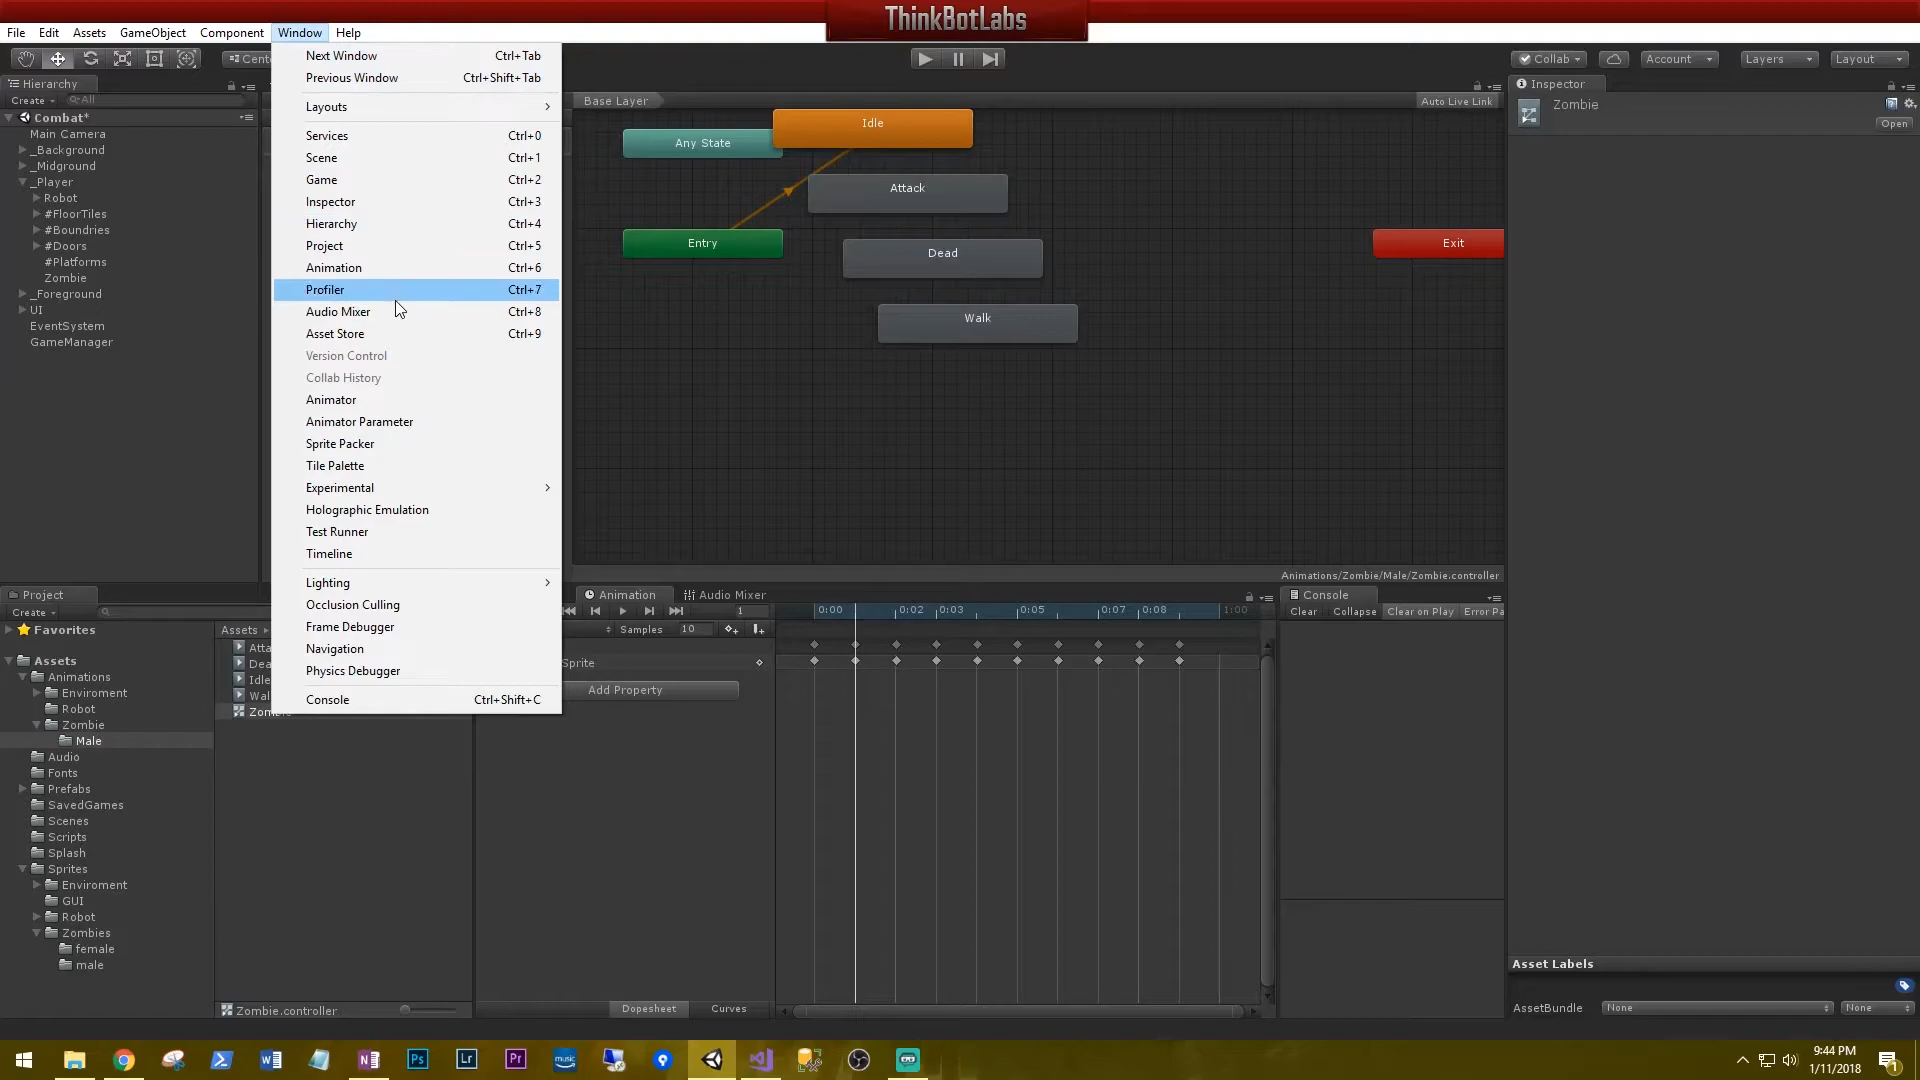 ThinkBotLabs
File Edit Assets GameObject Component Window Help
Collab Account Layers Layout
Hierarchy
Create All
Combat*
Main Camera
_Background
_Midground
_Player
Robot
#FloorTiles
#Boundries
#Doors
#Platforms
Zombie
_Foreground
UI
EventSystem
GameManager
Next Window Ctrl+Tab
Previous Window Ctrl+Shift+Tab
Layouts
Services Ctrl+0
Scene Ctrl+1
Game Ctrl+2
Inspector Ctrl+3
Hierarchy Ctrl+4
Project Ctrl+5
Animation Ctrl+6
Profiler Ctrl+7
Audio Mixer Ctrl+8
Asset Store Ctrl+9
Version Control
Collab History
Animator
Animator Parameter
Sprite Packer
Tile Palette
Experimental
Holographic Emulation
Test Runner
Timeline
Lighting
Occlusion Culling
Frame Debugger
Navigation
Physics Debugger
Console Ctrl+Shift+C
Base Layer Auto Live Link
Idle
Any State
Attack
Entry
Dead
Exit
Walk
Animations/Zombie/Male/Zombie.controller
Inspector
Zombie
Open
Project
Create
Favorites
Assets
Animations
Enviroment
Robot
Zombie
Male
Audio
Fonts
Prefabs
SavedGames
Scenes
Scripts
Splash
Sprites
Enviroment
GUI
Robot
Zombies
female
male
Assets
Atta
Dea
Idle
Wal
Zomb
Zombie.controller
Animation Audio Mixer
1 0:00 0:02 0:03 0:05 0:07 0:08 1:00
Samples 10
Sprite
Add Property
Dopesheet Curves
Console
Clear Collapse Clear on Play Error Pa
Asset Labels
AssetBundle None None
9:44 PM
1/11/2018